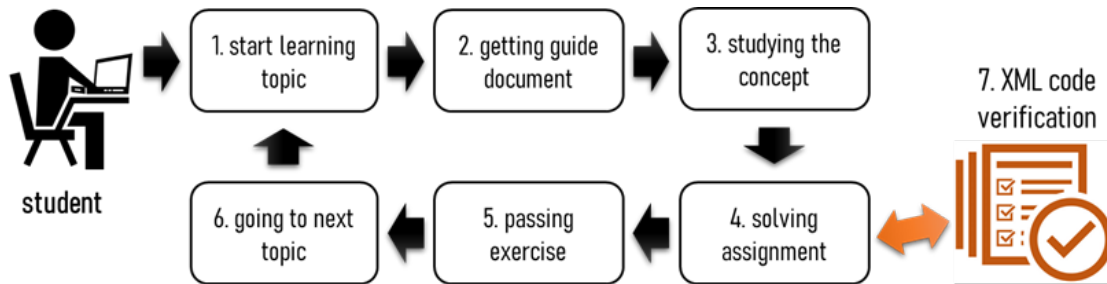 1. start learning
topic
2. getting guide
document
3. studying the
concept
7. XML code
verification
student
6. going to next
topic
5. passing
exercise
4. solving
assignment